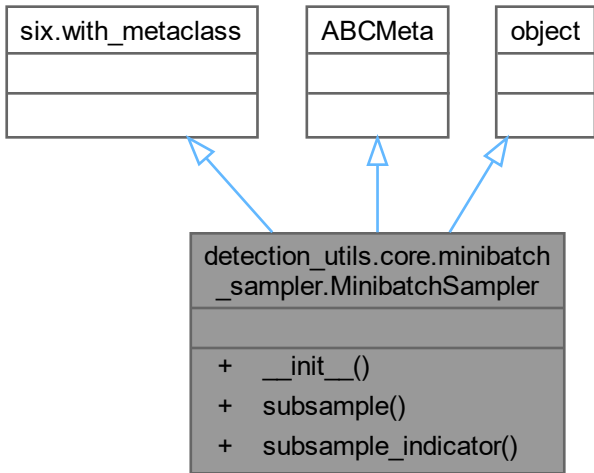 six.with_metaclass
ABCMeta
object
detection_utils.core.minibatch
_sampler.MinibatchSampler
+ __init__()
+ subsample()
+ subsample_indicator()